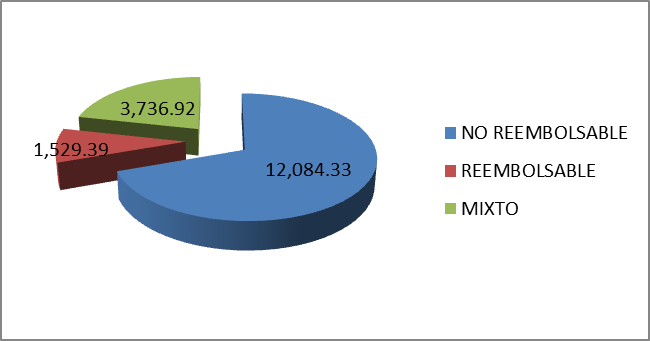 3,736.92
1,529.39
12,084.33
NO REEMBOLSABLE
REEMBOLSABLE
MIXTO